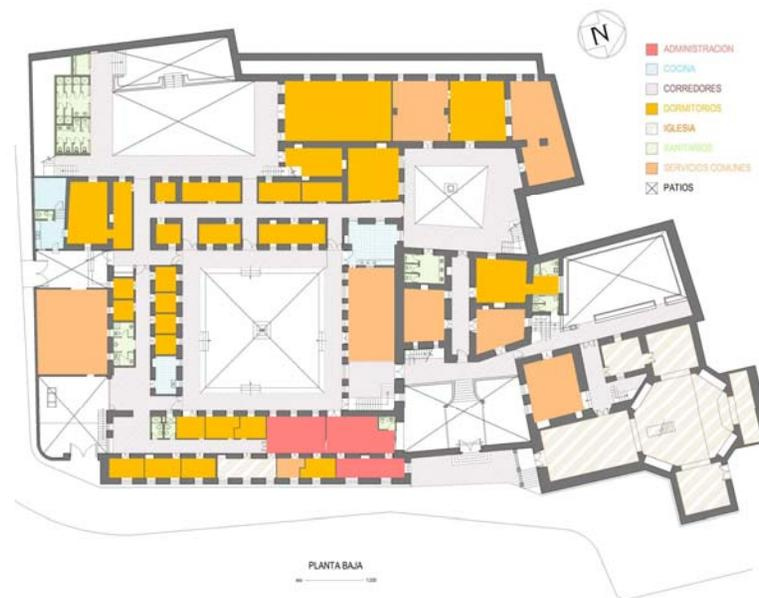 N
ADMINISTRACION
COCINA
CORREDORES
DORMITORIOS
IGLESIA
SANITARIOS
SERVICIOS COMUNES
PATIOS
PLANTA BAJA